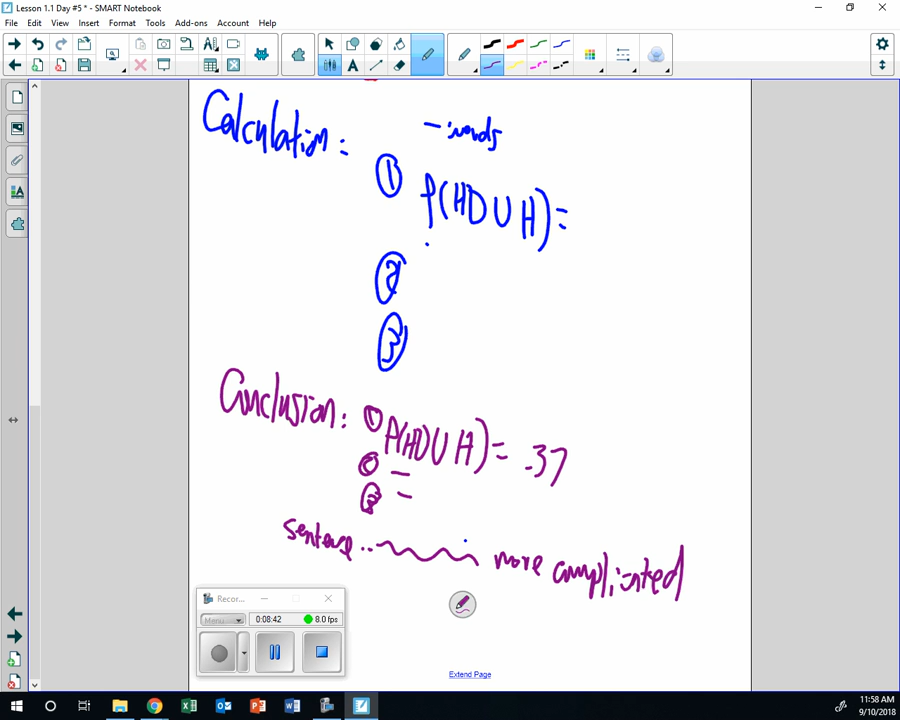 Lesson 1.1 Day #5 * - SMART Notebook
File Edit View Insert Format Tools Add-ons Account Help
Calculation:
- words
① P(HD ∪ H) =
②
③
Conclusion: ① P(HD ∪ H) = .37
② =
③ =
sentence .. more complicated
Recor...
Menu
0:08:42
8.0 fps
Extend Page
11:58 AM
9/10/2018